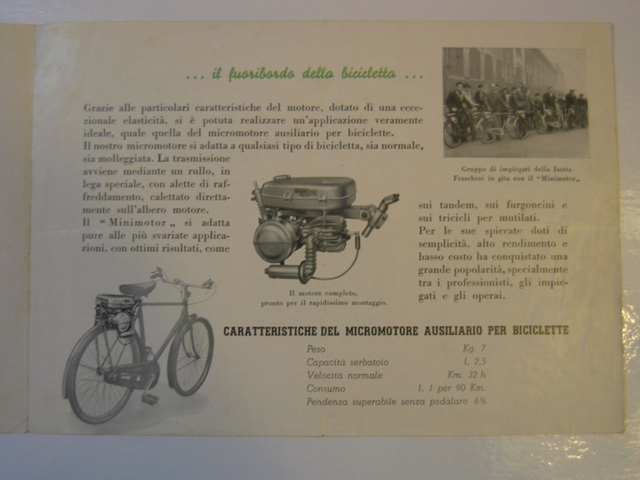 ... il fuoribordo della bicicletta ...
Grazie alle particolari caratteristiche del motore, dotato di una ecce-
zionale elasticità, si è potuta realizzare un'applicazione veramente
ideale, quale quella del micromotore ausiliario per biciclette.
Il nostro micromotore si adatta a qualsiasi tipo di bicicletta, sia normale,
sia molleggiata. La trasmissione
avviene mediante un rullo, in
lega speciale, con alette di raf-
freddamento, calettato diretta-
mente sull'albero motore.
Il "Minimotor„ si adatta
pure alle più svariate applica-
zioni, con ottimi risultati, come
Il motore completo,
pronto per il rapidissimo montaggio.
Gruppo di impiegati della Isotta
Fraschini in gita con il "Minimotor„
sui tandem, sui furgoncini e
sui tricicli per mutilati.
Per le sue spiccate doti di
semplicità, alto rendimento e
basso costo ha conquistato una
grande popolarità, specialmente
tra i professionisti, gli impie-
gati e gli operai.
CARATTERISTICHE DEL MICROMOTORE AUSILIARIO PER BICICLETTE
Peso Kg. 7
Capacità serbatoio l. 2,5
Velocità normale Km. 32 h.
Consumo l. 1 per 90 Km.
Pendenza superabile senza pedalare 6%